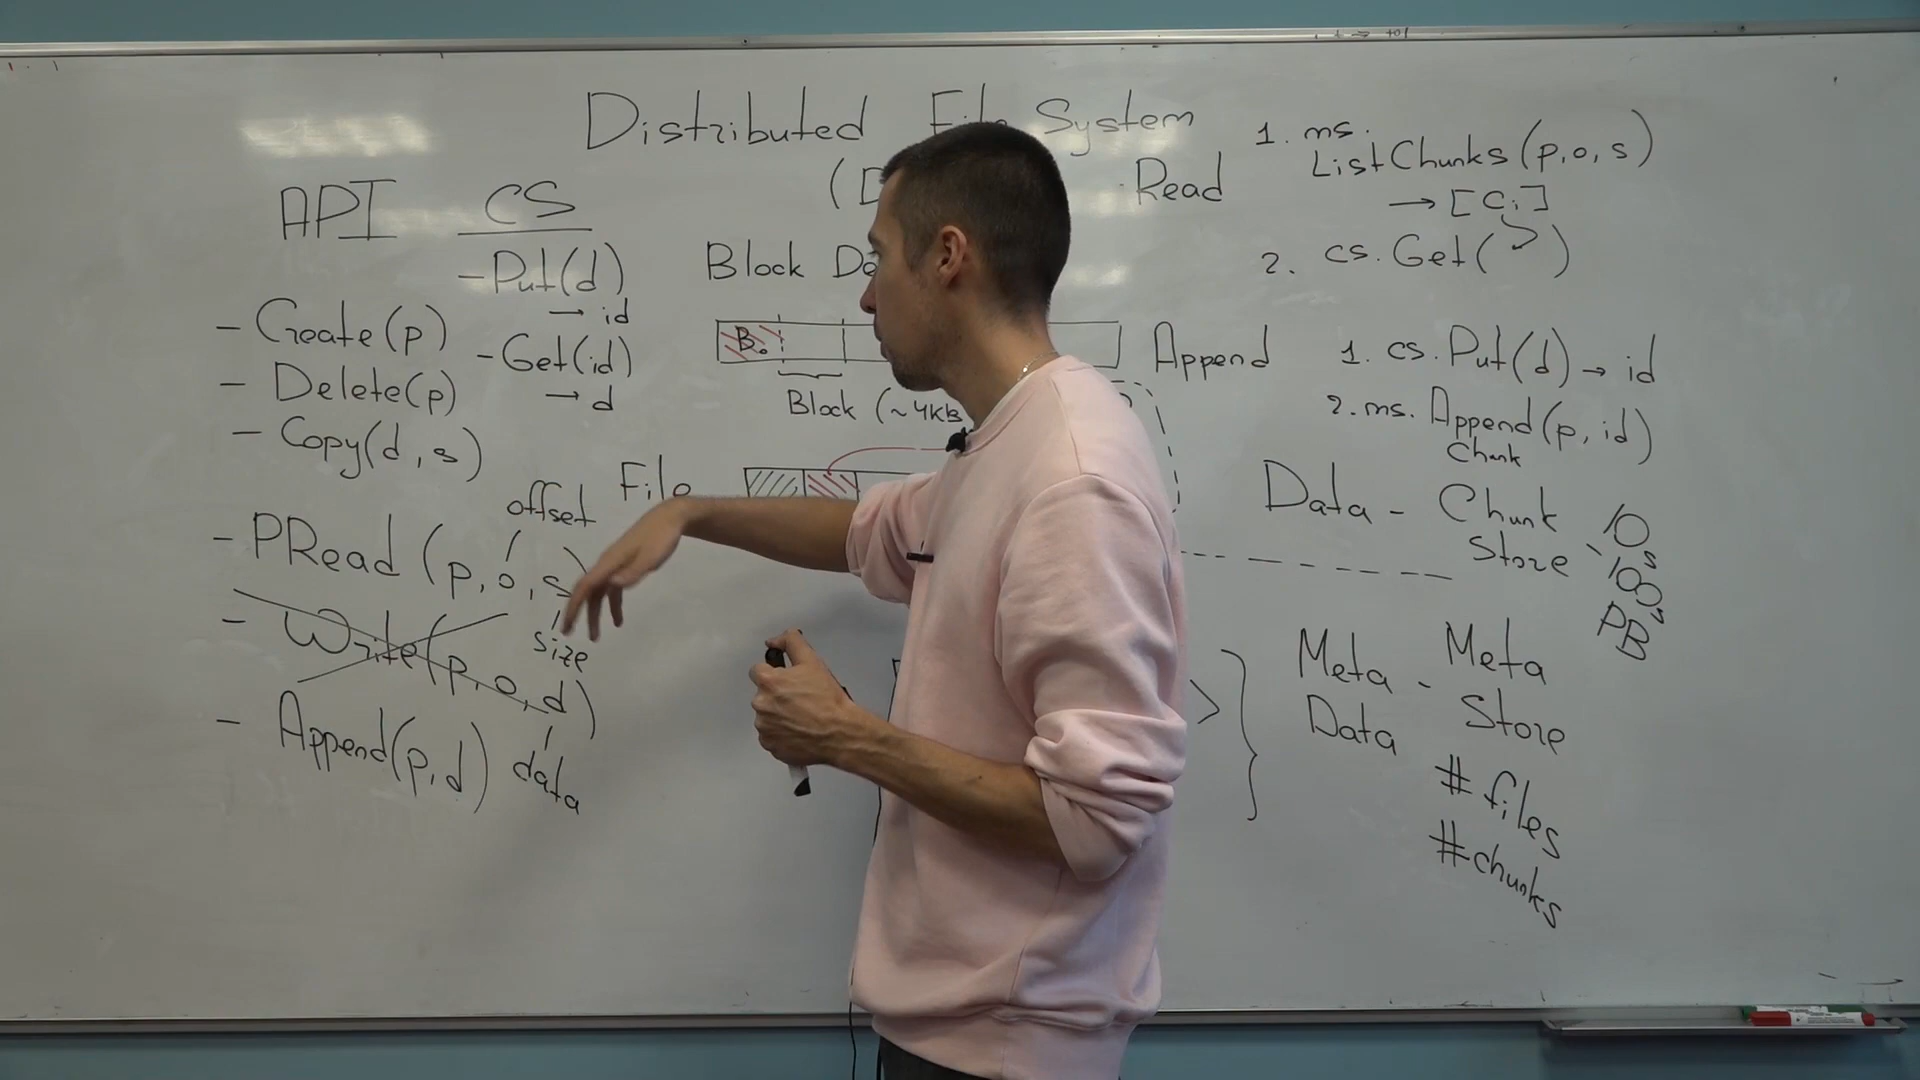 Distributed File System
(D
API
- Create(p)
- Delete(p)
- Copy(d, s)
offset
- PRead (p, o, s)
size
- Write(p, o, d)
- Append(p, d)
data
CS
- Put(d)
→ id
- Get(id)
→ d
Block De
B₀
Block (~4KB
File
Read
1. ms.
ListChunks(p, o, s)
→ [Ci]
2. cs. Get( )
Append
1. cs. Put(d) → id
2. ms. Append(p, id)
Chunk
Data - Chunk
Store
10s
100s
PB
Meta - Meta
Data Store
# files
# chunks